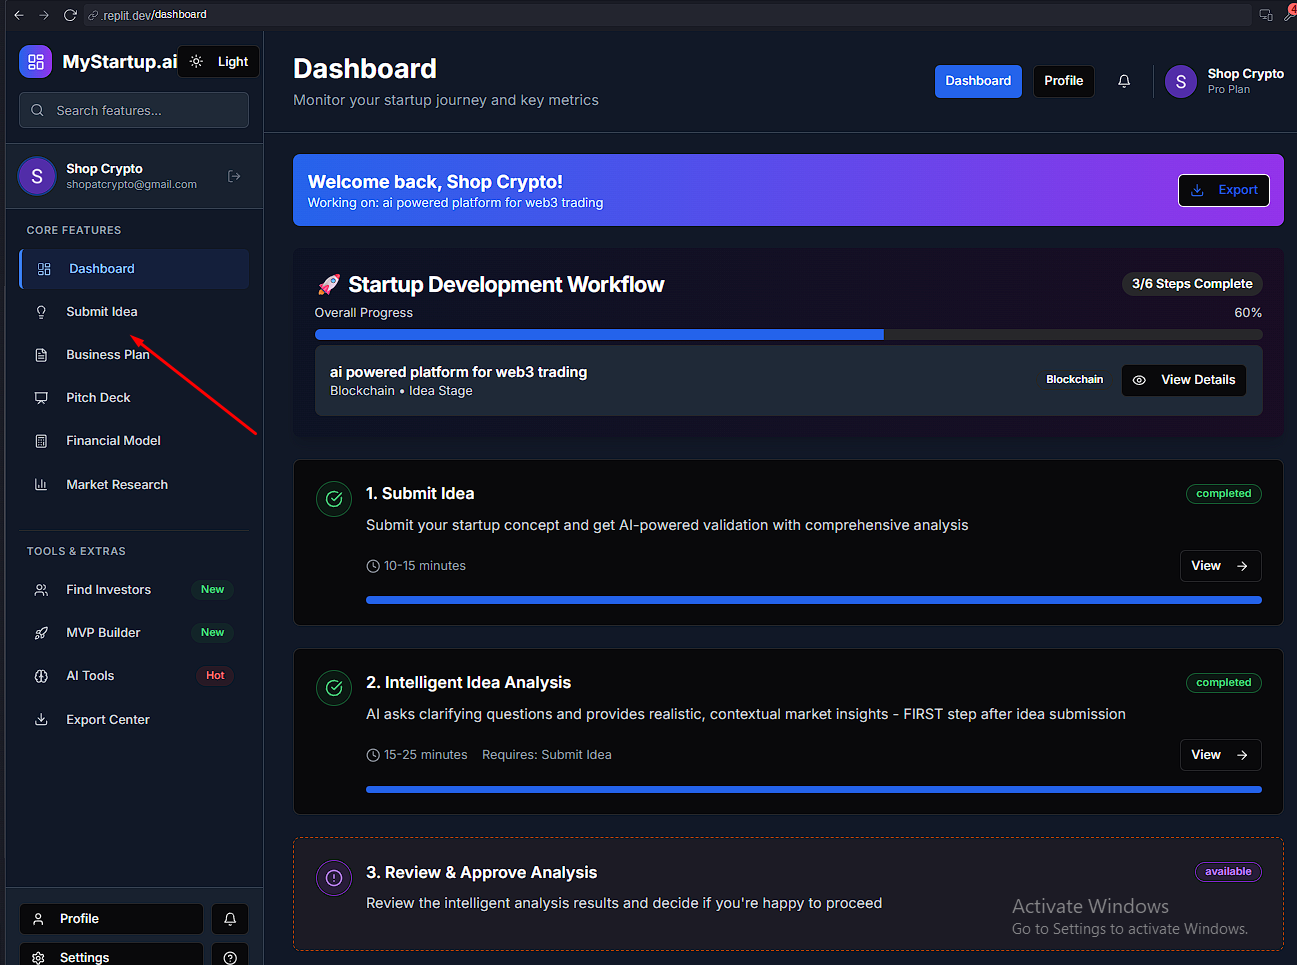 .replit.dev/dashboard
4
MyStartup.ai
Light
Search features...
S
Shop Crypto
shopatcrypto@gmail.com
CORE FEATURES
Dashboard
Submit Idea
Business Plan
Pitch Deck
Financial Model
Market Research
TOOLS & EXTRAS
Find Investors
New
MVP Builder
New
AI Tools
Hot
Export Center
Profile
Settings
Dashboard
Monitor your startup journey and key metrics
Dashboard
Profile
S
Shop Crypto
Pro Plan
Welcome back, Shop Crypto!
Working on: ai powered platform for web3 trading
Export
🚀 Startup Development Workflow
3/6 Steps Complete
Overall Progress
60%
ai powered platform for web3 trading
Blockchain • Idea Stage
Blockchain
View Details
1. Submit Idea
completed
Submit your startup concept and get AI-powered validation with comprehensive analysis
10-15 minutes
View
2. Intelligent Idea Analysis
completed
AI asks clarifying questions and provides realistic, contextual market insights - FIRST step after idea submission
15-25 minutes
Requires: Submit Idea
View
3. Review & Approve Analysis
available
Review the intelligent analysis results and decide if you're happy to proceed
Activate Windows
Go to Settings to activate Windows.